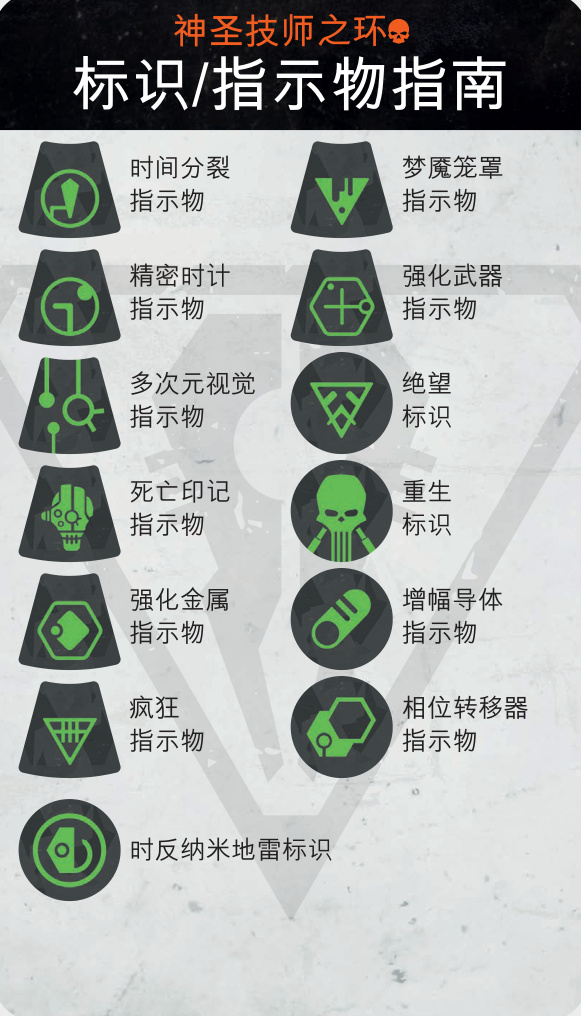 神圣技师之环
标识/指示物指南
时间分裂
指示物
梦魇笼罩
指示物
精密时计
指示物
强化武器
指示物
多次元视觉
指示物
绝望
标识
死亡印记
指示物
重生
标识
强化金属
指示物
增幅导体
指示物
疯狂
指示物
相位转移器
指示物
时反纳米地雷标识